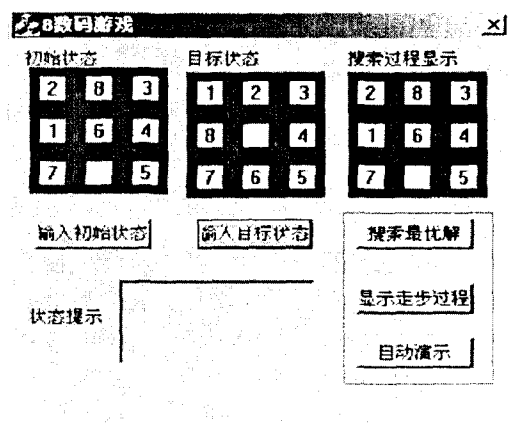 8数码游戏
初始状态 目标状态 搜索过程显示
2 8 3 1 2 3 2 8 3
1 6 4 8 4 1 6 4
7 5 7 6 5 7 5
输入初始状态 输入目标状态 搜索最优解
显示走步过程
状态提示
自动演示